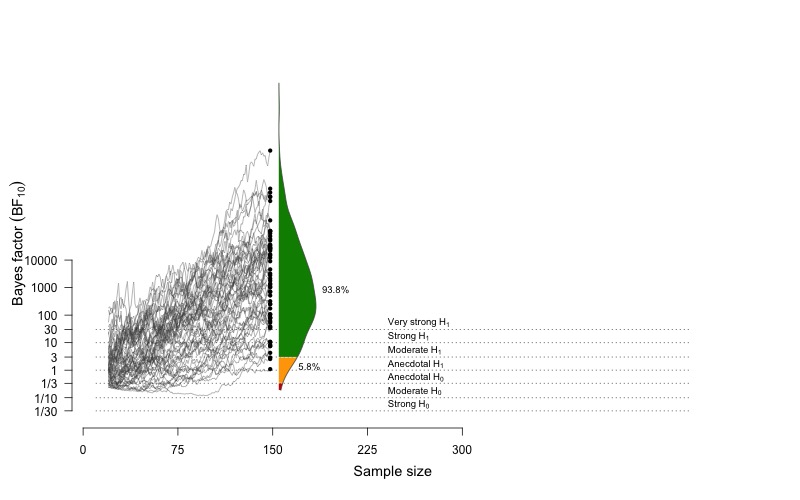 Bayes factor (BF₁₀)
10000
1000
100
30
10
3
1
1/3
1/10
1/30
93.8%
5.8%
Very strong H₁
Strong H₁
Moderate H₁
Anecdotal H₁
Anecdotal H₀
Moderate H₀
Strong H₀
0 75 150 225 300
Sample size